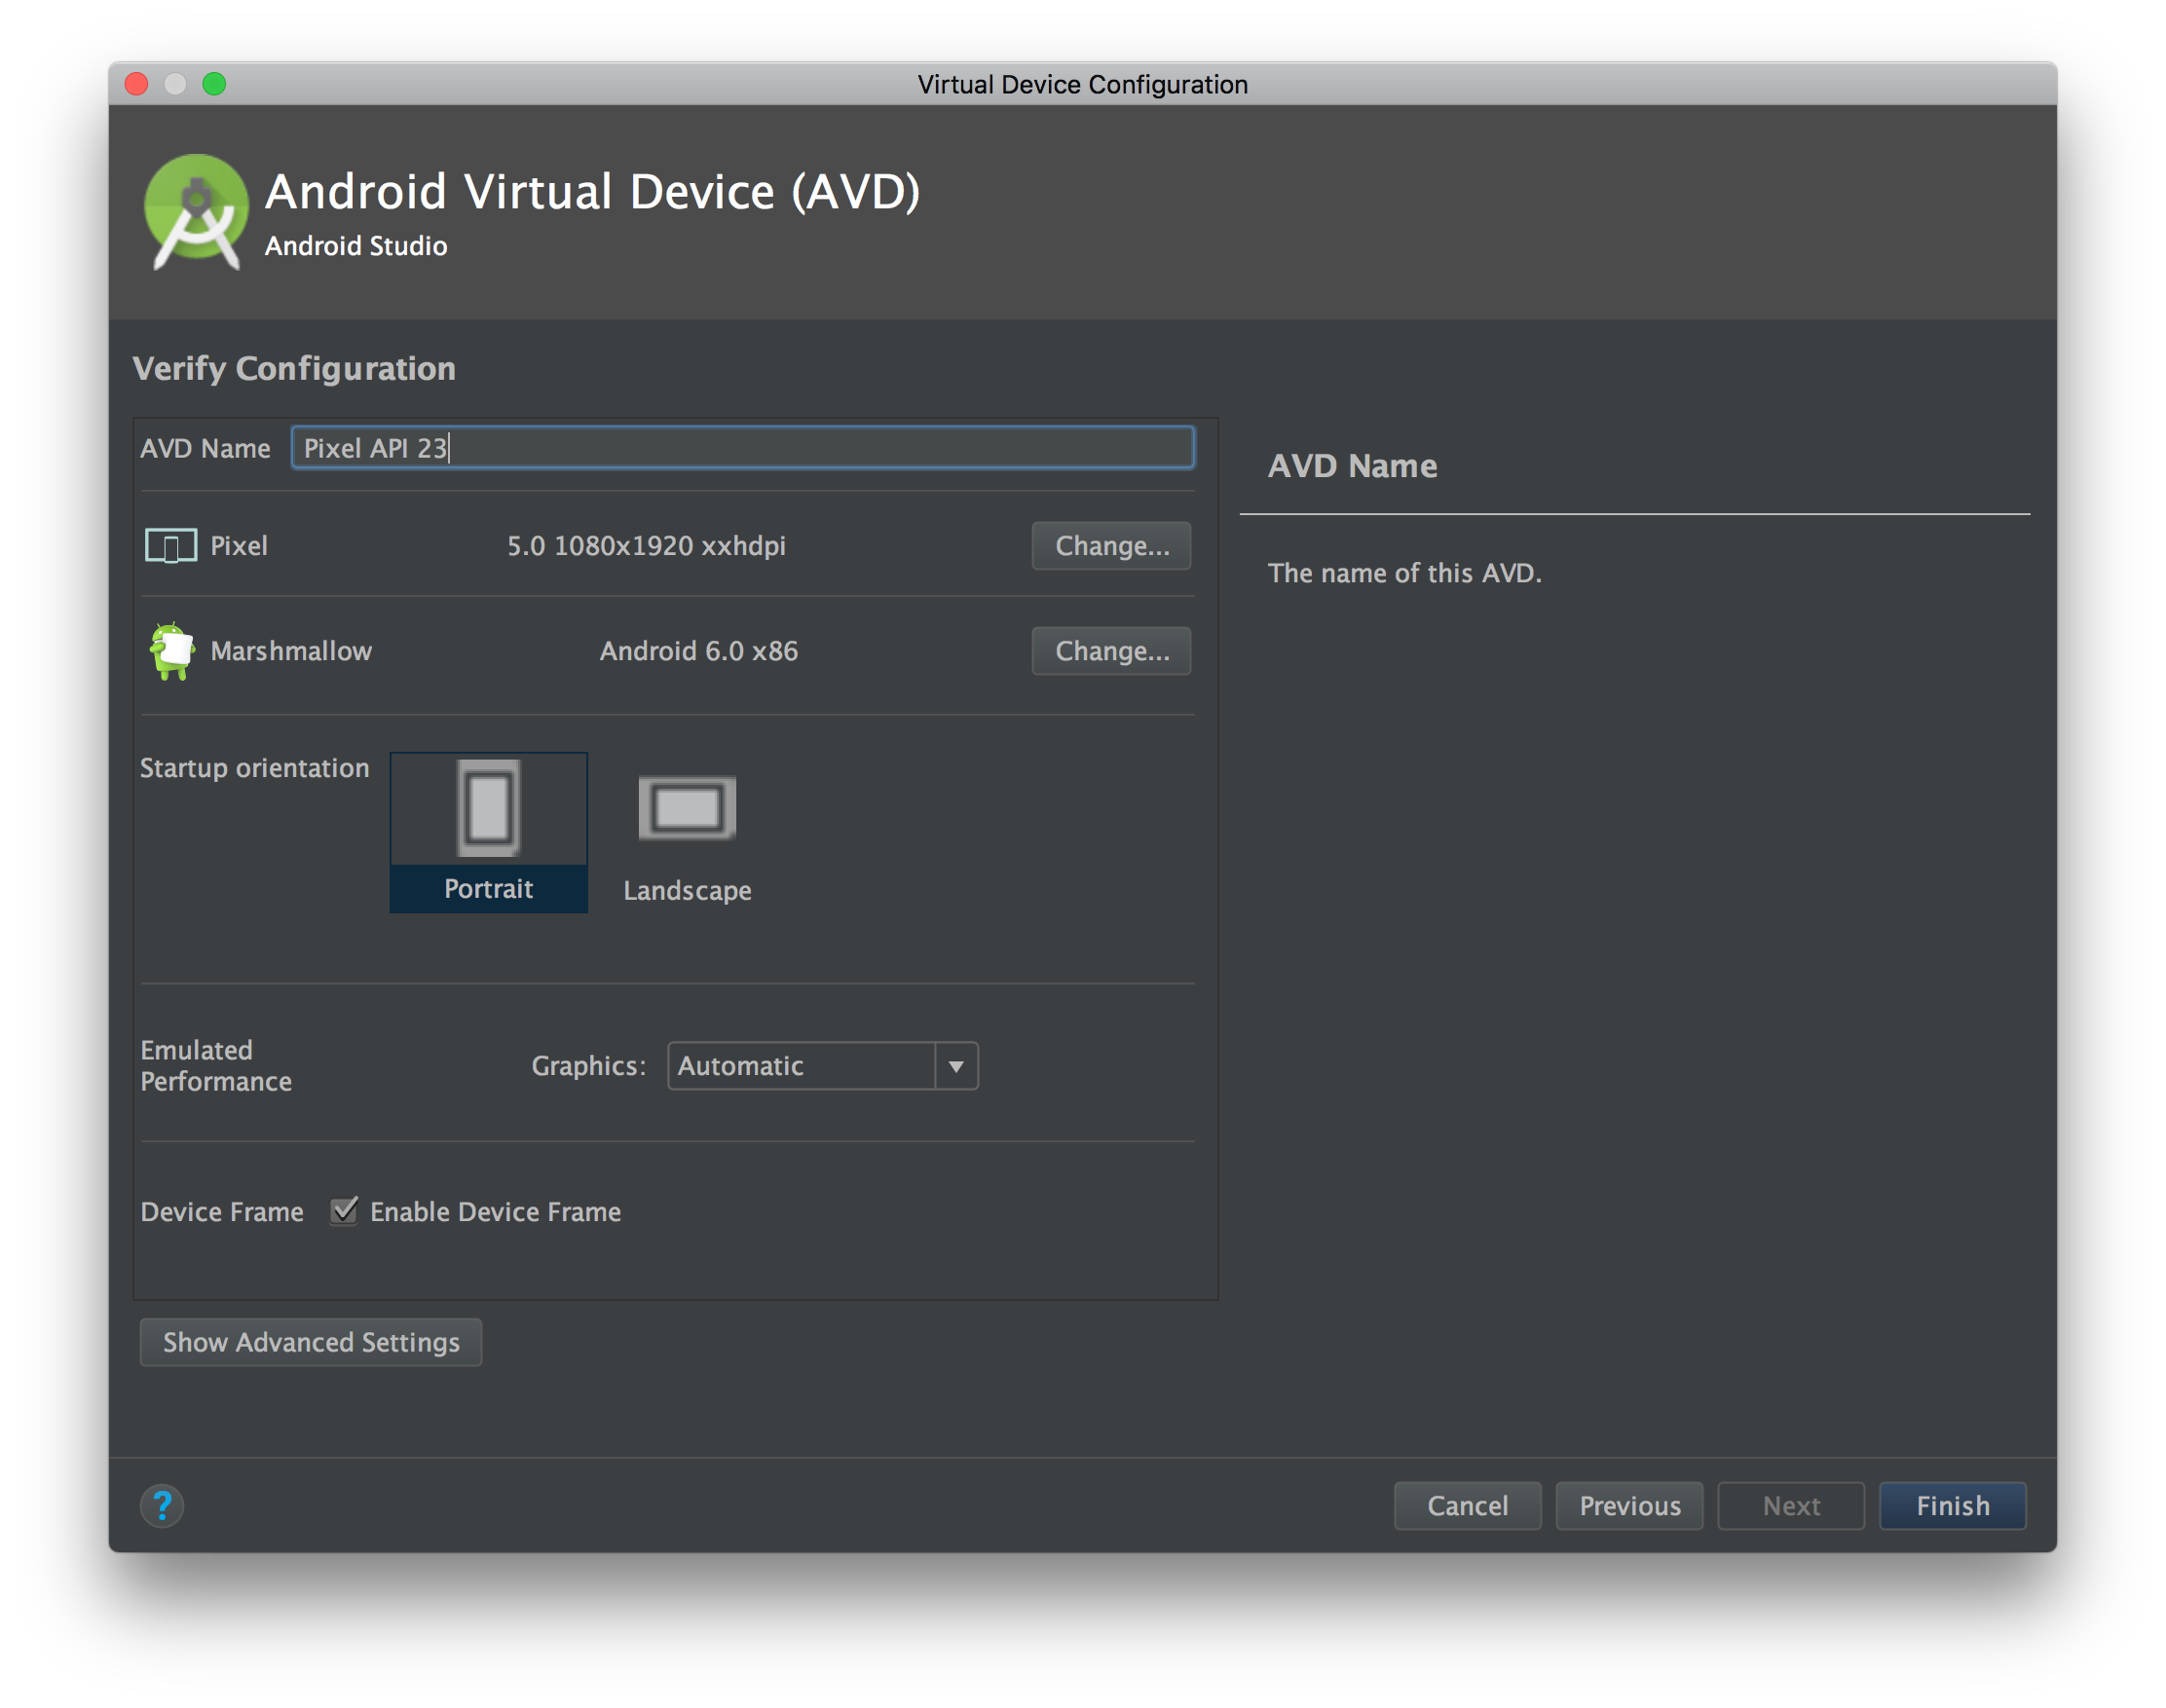 Virtual Device Configuration
Android Virtual Device (AVD)
Android Studio
Verify Configuration
AVD Name Pixel API 23
Pixel 5.0 1080x1920 xxhdpi Change...
Marshmallow Android 6.0 x86 Change...
Startup orientation
Portrait Landscape
Emulated
Performance
Graphics: Automatic
Device Frame Enable Device Frame
Show Advanced Settings
AVD Name
The name of this AVD.
? Cancel Previous Next Finish